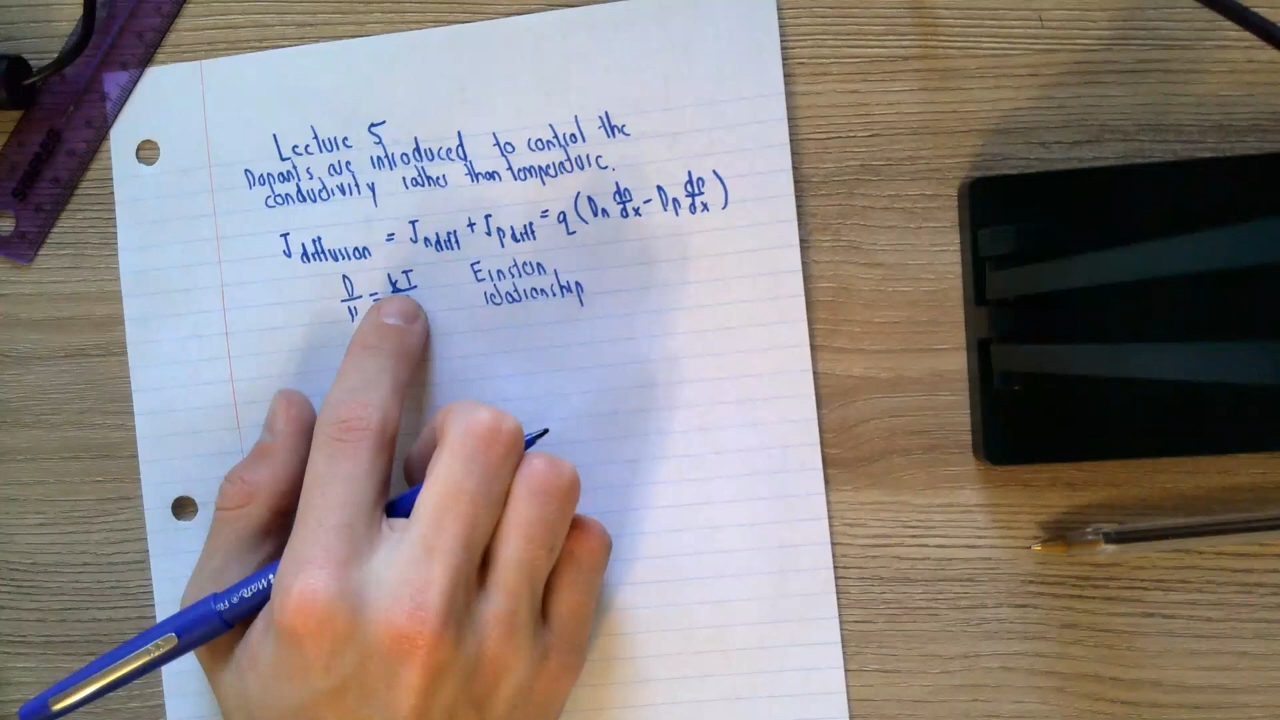 Lecture 5
Dopants are introduced to control the
conductivity rather than temperature.
J diffusion = J n diff + J p diff = q (Dn dn/dx - Dp dp/dx)
D/μ = kT
Einstein
relationship